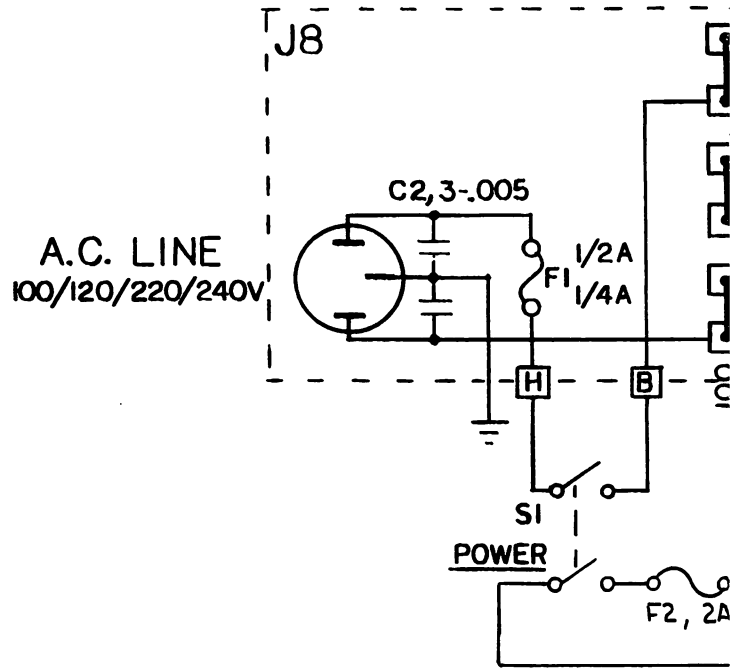 J8
C2,3-.005
A.C. LINE
100/120/220/240V
F1
1/2A
1/4A
H
B
S1
POWER
F2, 2A